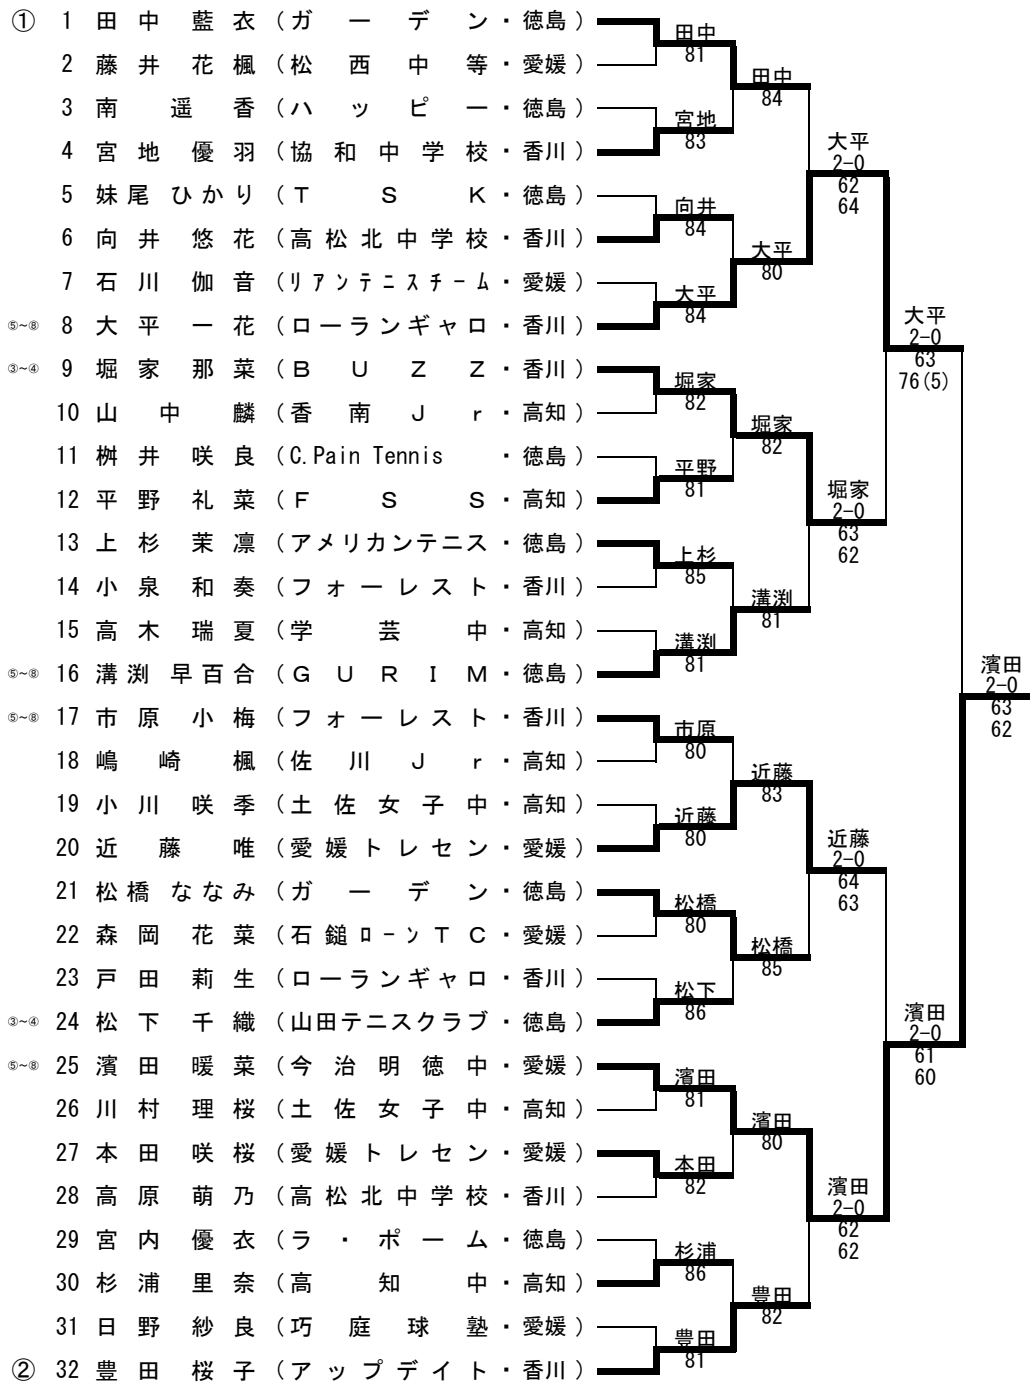 ① 1 田中 藍衣 (ガーデン・徳島)
2 藤井 花楓 (松西中等・愛媛)
3 南 遥香 (ハッピー・徳島)
4 宮地 優羽 (協和中学校・香川)
5 妹尾 ひかり (TSK・徳島)
6 向井 悠花 (高松北中学校・香川)
7 石川 伽音 (リアンテニスチーム・愛媛)
⑤~⑧ 8 大平 一花 (ローランギャロ・香川)
③~④ 9 堀家 那菜 (BUZZ・香川)
10 山中 麟 (香南Jr・高知)
11 桝井 咲良 (C.Pain Tennis・徳島)
12 平野 礼菜 (FSS・高知)
13 上杉 茉凛 (アメリカンテニス・徳島)
14 小泉 和奏 (フォーレスト・香川)
15 高木 瑞夏 (学芸中・高知)
⑤~⑧ 16 溝渕 早百合 (GURIM・徳島)
⑤~⑧ 17 市原 小梅 (フォーレスト・香川)
18 嶋崎 楓 (佐川Jr・高知)
19 小川 咲季 (土佐女子中・高知)
20 近藤 唯 (愛媛トレセン・愛媛)
21 松橋 ななみ (ガーデン・徳島)
22 森岡 花菜 (石鎚ローンTC・愛媛)
23 戸田 莉生 (ローランギャロ・香川)
③~④ 24 松下 千織 (山田テニスクラブ・徳島)
⑤~⑧ 25 濱田 暖菜 (今治明徳中・愛媛)
26 川村 理桜 (土佐女子中・高知)
27 本田 咲桜 (愛媛トレセン・愛媛)
28 高原 萌乃 (高松北中学校・香川)
29 宮内 優衣 (ラ・ポーム・徳島)
30 杉浦 里奈 (高知中・高知)
31 日野 紗良 (巧庭球塾・愛媛)
② 32 豊田 桜子 (アップデイト・香川)
田中
81
宮地
83
向井
84
大平
84
堀家
82
平野
81
上杉
85
溝渕
81
市原
80
近藤
80
松橋
80
松下
86
濱田
81
本田
82
杉浦
86
豊田
81
田中
84
大平
80
堀家
82
溝渕
81
近藤
83
松橋
85
濱田
80
豊田
82
大平
2-0
62
64
堀家
2-0
63
62
近藤
2-0
64
63
濱田
2-0
62
62
大平
2-0
63
76(5)
濱田
2-0
61
60
濱田
2-0
63
62